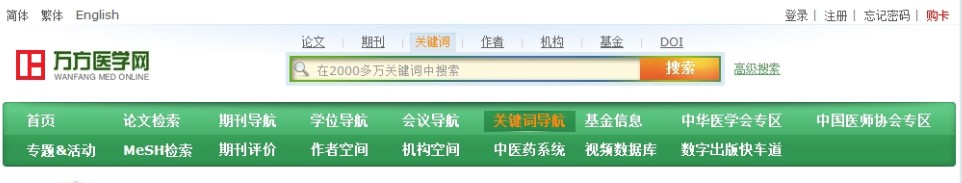 简体 繁体 English 登录 | 注册 | 忘记密码 | 购卡
论文 期刊 关键词 作者 机构 基金 DOI
万方医学网
WANFANG MED ONLINE
在2000多万关键词中搜索 搜索 高级搜索
首页 论文检索 期刊导航 学位导航 会议导航 关键词导航 基金信息 中华医学会专区 中国医师协会专区
专题&活动 MeSH检索 期刊评价 作者空间 机构空间 中医药系统 视频数据库 数字出版快车道